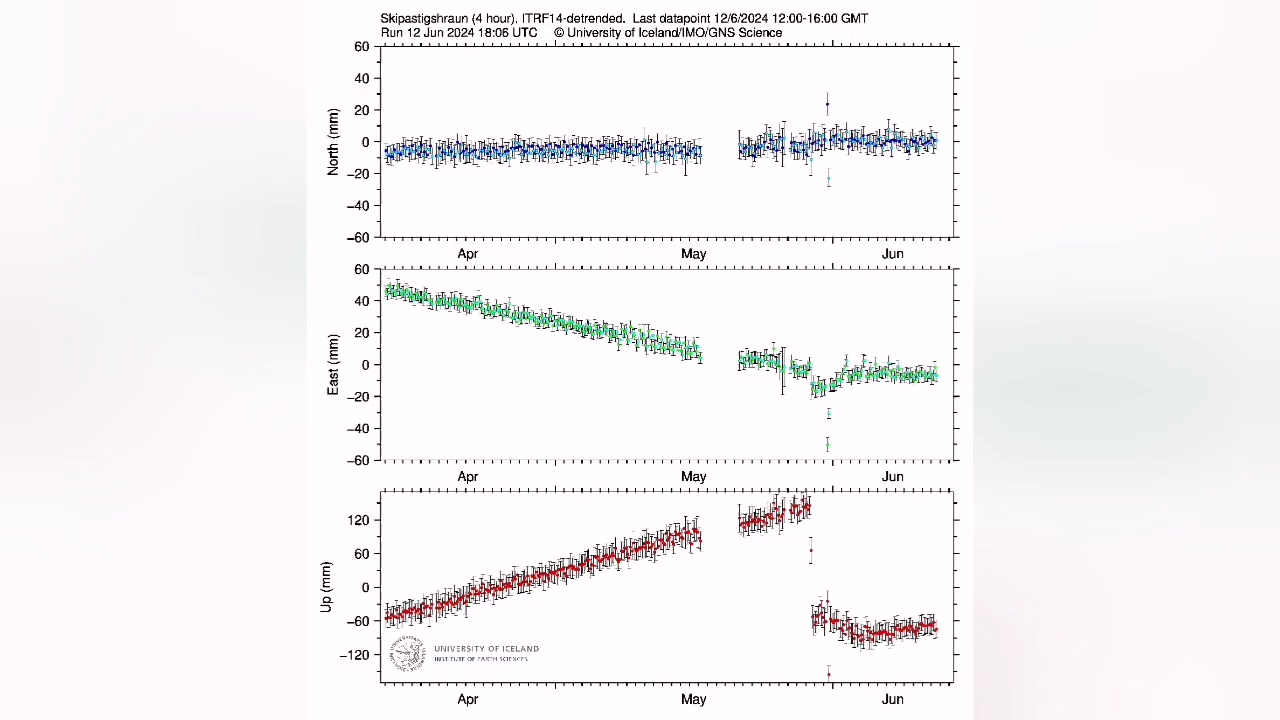 Skipastigshraun (4 hour), ITRF14-detrended. Last datapoint 12/6/2024 12:00-16:00 GMT
Run 12 Jun 2024 18:06 UTC © University of Iceland/IMO/GNS Science
60
40
20
0
−20
−40
−60
North (mm)
Apr May Jun
60
40
20
0
−20
−40
−60
East (mm)
Apr May Jun
120
60
0
−60
−120
Up (mm)
UNIVERSITY OF ICELAND
INSTITUTE OF EARTH SCIENCES
Apr May Jun